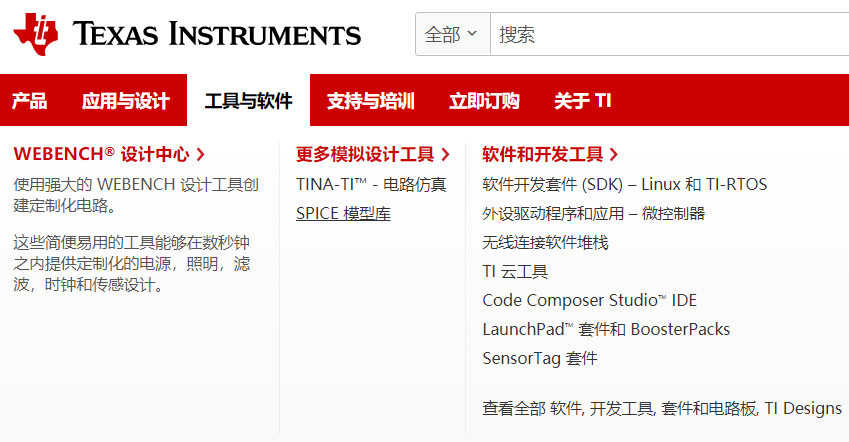 TEXAS INSTRUMENTS
全部
搜索
产品
应用与设计
工具与软件
支持与培训
立即订购
关于 TI
WEBENCH® 设计中心
使用强大的 WEBENCH 设计工具创
建定制化电路。
这些简便易用的工具能够在数秒钟
之内提供定制化的电源，照明，滤
波，时钟和传感设计。
更多模拟设计工具
TINA-TI™ - 电路仿真
SPICE 模型库
软件和开发工具
软件开发套件 (SDK) – Linux 和 TI-RTOS
外设驱动程序和应用 – 微控制器
无线连接软件堆栈
TI 云工具
Code Composer Studio™ IDE
LaunchPad™ 套件和 BoosterPacks
SensorTag 套件
查看全部 软件, 开发工具, 套件和电路板, TI Designs